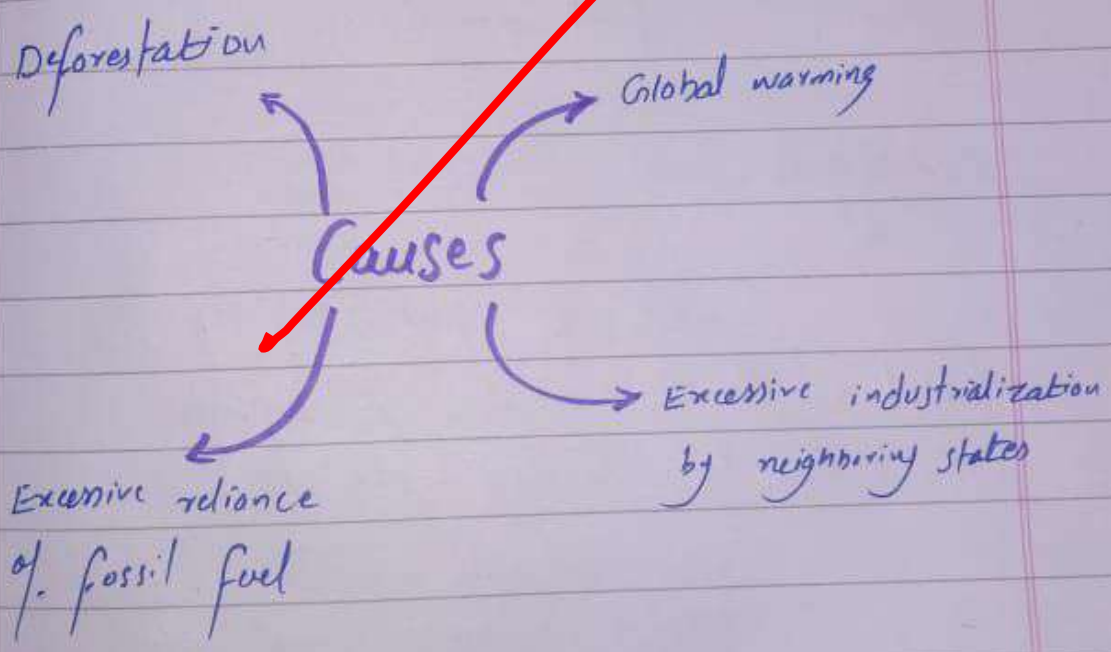 Deforestation
Global warming
Causes
Excessive industrialization
by neighboring states
Excessive reliance
of fossil fuel